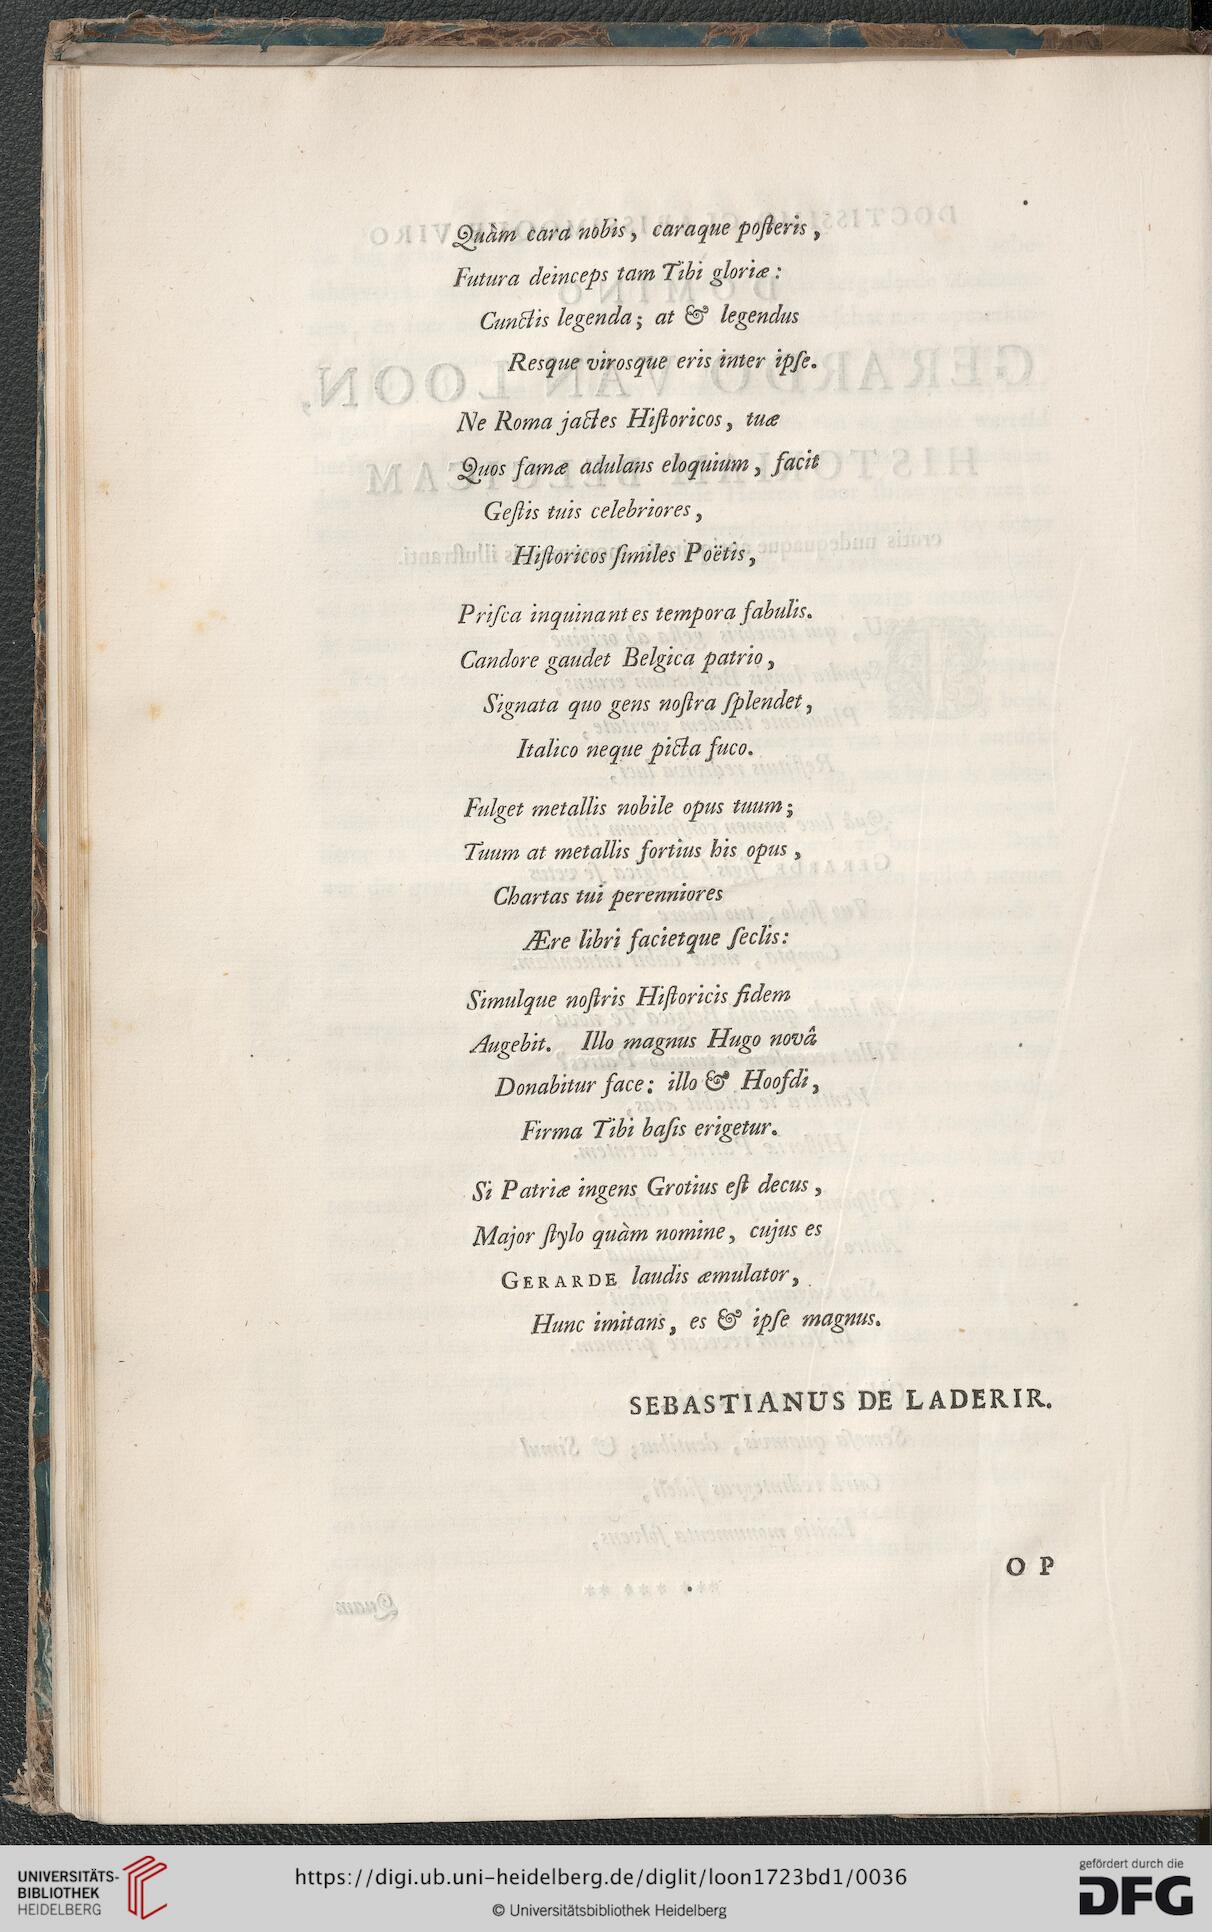 Quàm cara nobis, caraque poſteris,
Futura deinceps tam Tibi gloriæ:
Cunctis legenda; at & legendus
Resque virosque eris inter ipſe.
Ne Roma jactes Hiſtoricos, tuæ
Quos famæ adulans eloquium, facit
Geſtis tuis celebriores,
Hiſtoricos ſimiles Poëtis,
Priſca inquinantes tempora fabulis.
Candore gaudet Belgica patrio,
Signata quo gens noſtra ſplendet,
Italico neque picta fuco.
Fulget metallis nobile opus tuum;
Tuum at metallis fortius his opus,
Chartas tui perenniores
Ære libri facietque ſeclis:
Simulque noſtris Hiſtoricis fidem
Augebit. Illo magnus Hugo novâ
Donabitur face: illo & Hoofdi,
Firma Tibi baſis erigetur.
Si Patriæ ingens Grotius eſt decus,
Major ſtylo quàm nomine, cujus es
GERARDE laudis æmulator,
Hunc imitans, es & ipſe magnus.
SEBASTIANUS DE LADERIR.
O P
UNIVERSITÄTS-
BIBLIOTHEK
HEIDELBERG
https://digi.ub.uni-heidelberg.de/diglit/loon1723bd1/0036
© Universitätsbibliothek Heidelberg
gefördert durch die
DFG